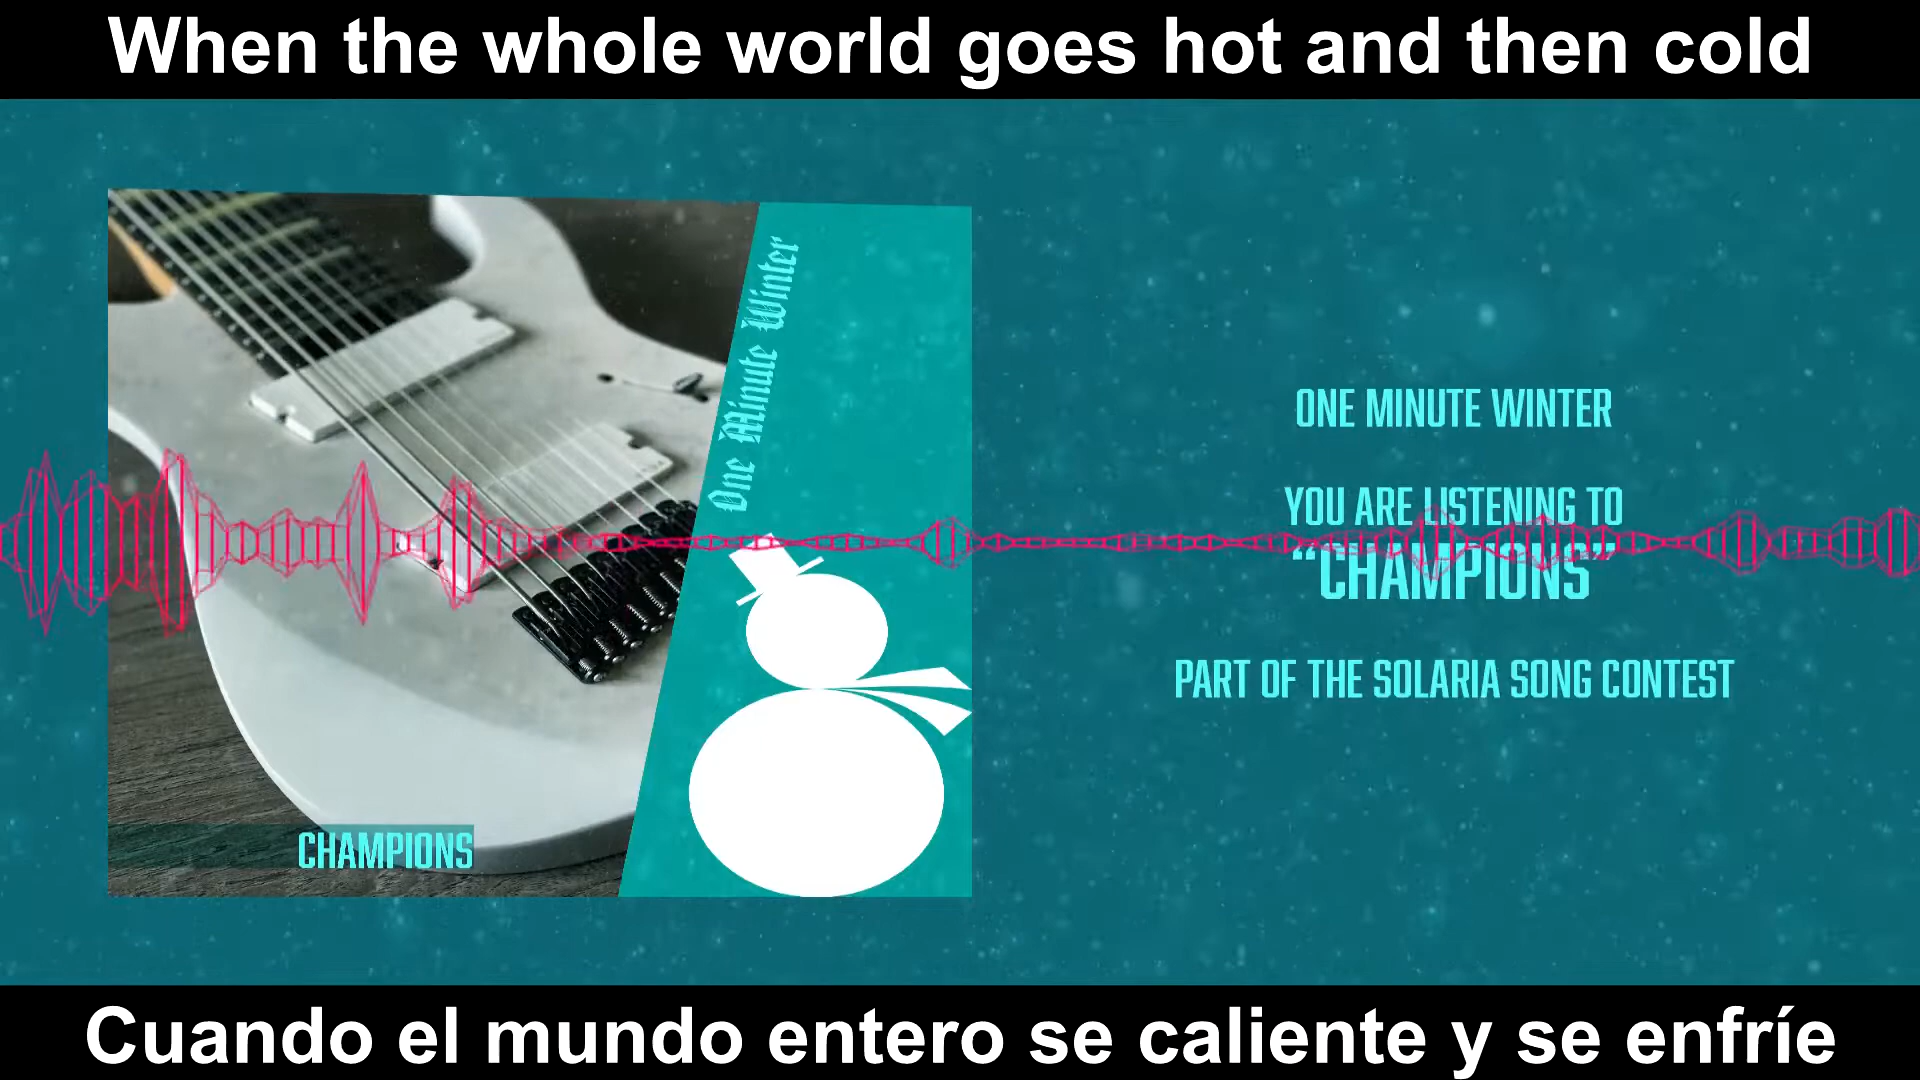 When the whole world goes hot and then cold
One Minute Winter
CHAMPIONS
ONE MINUTE WINTER
YOU ARE LISTENING TO
“CHAMPIONS”
PART OF THE SOLARIA SONG CONTEST
Cuando el mundo entero se caliente y se enfríe